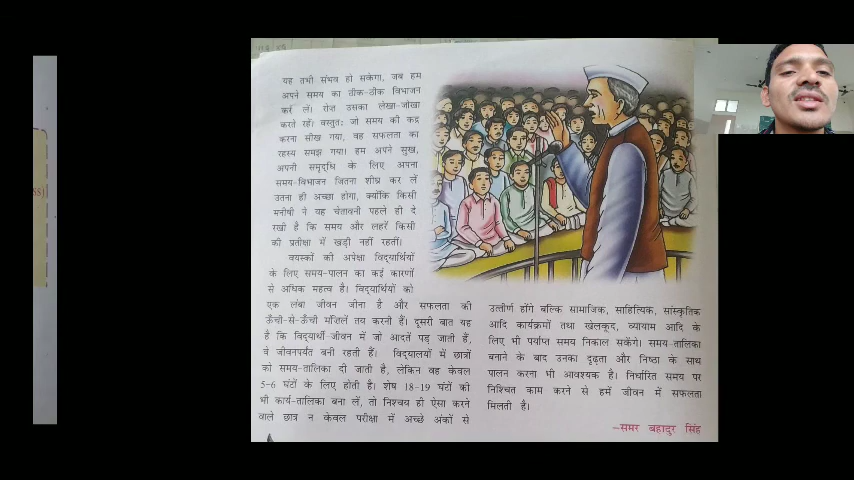 यह तभी संभव हो सकेगा, जब हम
अपने समय का ठीक-ठीक विभाजन
कर लें। रोज़ उसका लेखा-जोखा
करते रहें। वस्तुतः जो समय की कद्र
करना सीख गया, वह सफलता का
रहस्य समझ गया। हम अपने सुख,
अपनी समृद्धि के लिए अपना
समय-विभाजन जितना शीघ्र कर लें
उतना ही अच्छा होगा, क्योंकि किसी
मनीषी ने यह चेतावनी पहले ही दे
रखी है कि समय और लहरें किसी
की प्रतीक्षा में खड़ी नहीं रहतीं।
वयस्कों की अपेक्षा विद्यार्थियों
के लिए समय-पालन का कई कारणों
से अधिक महत्व है। विद्यार्थियों को
एक लंबा जीवन जीना है और सफलता की
ऊँची-से-ऊँची मंज़िलें तय करनी हैं। दूसरी बात यह
है कि विद्यार्थी-जीवन में जो आदतें पड़ जाती हैं,
वे जीवनपर्यंत बनी रहती हैं। विद्यालयों में छात्रों
को समय-तालिका दी जाती है, लेकिन वह केवल
5-6 घंटों के लिए होती है। शेष 18-19 घंटों की
भी कार्य-तालिका बना लें, तो निश्चय ही ऐसा करने
वाले छात्र न केवल परीक्षा में अच्छे अंकों से
उत्तीर्ण होंगे बल्कि सामाजिक, साहित्यिक, सांस्कृतिक
आदि कार्यक्रमों तथा खेलकूद, व्यायाम आदि के
लिए भी पर्याप्त समय निकाल सकेंगे। समय-तालिका
बनाने के बाद उनका दृढ़ता और निष्ठा के साथ
पालन करना भी आवश्यक है। निर्धारित समय पर
निश्चित काम करने से हमें जीवन में सफलता
मिलती है।
–समर बहादुर सिंह